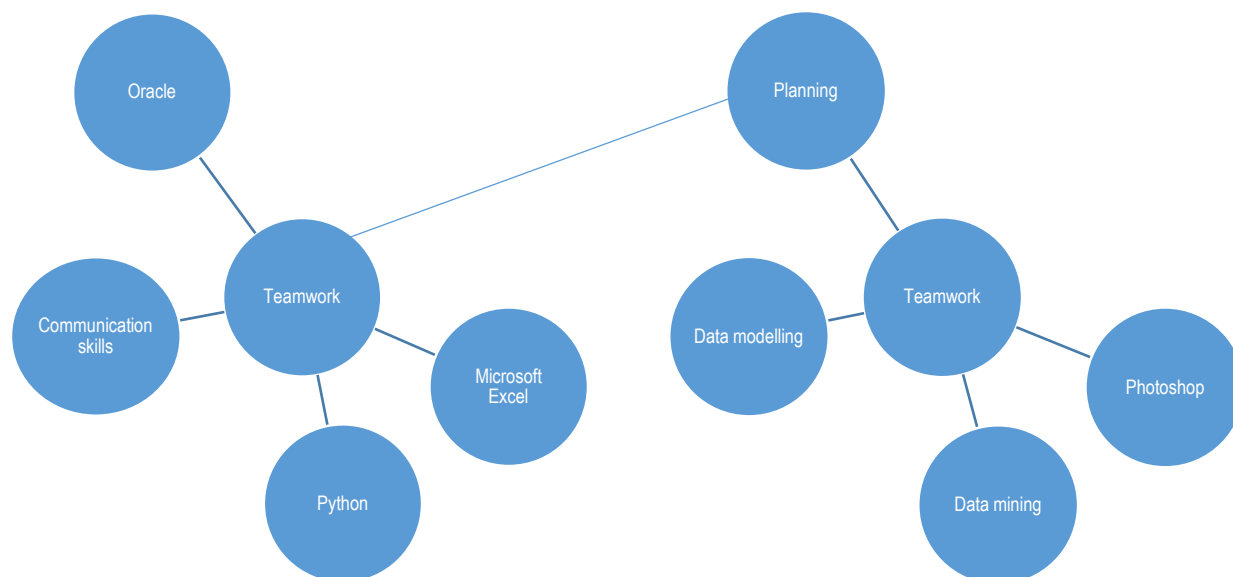 Oracle
Planning
Teamwork
Teamwork
Communication
skills
Data modelling
Microsoft
Excel
Photoshop
Python
Data mining